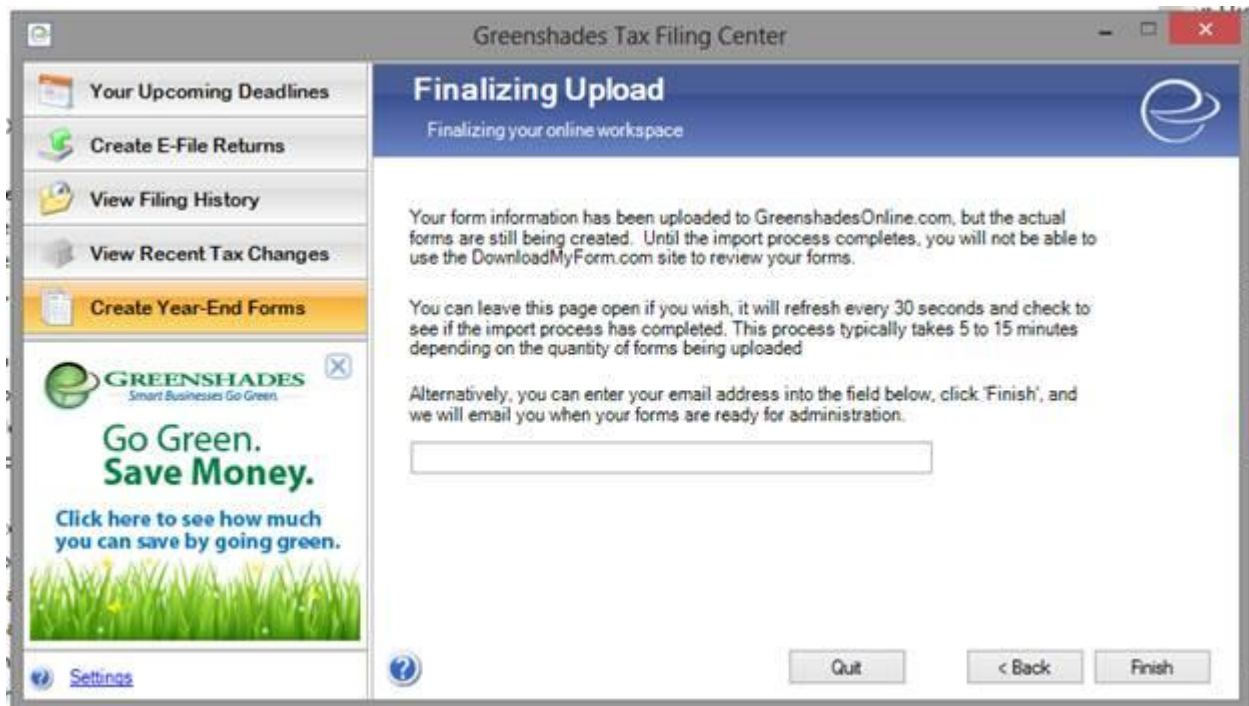 Greenshades Tax Filing Center
Your Upcoming Deadlines
Create E-File Returns
View Filing History
View Recent Tax Changes
Create Year-End Forms
GREENSHADES
Smart Businesses Go Green.
Go Green.
Save Money.
Click here to see how much
you can save by going green.
Settings
Finalizing Upload
Finalizing your online workspace
Your form information has been uploaded to GreenshadesOnline.com, but the actual
forms are still being created. Until the import process completes, you will not be able to
use the DownloadMyForm.com site to review your forms.
You can leave this page open if you wish, it will refresh every 30 seconds and check to
see if the import process has completed. This process typically takes 5 to 15 minutes
depending on the quantity of forms being uploaded
Alternatively, you can enter your email address into the field below, click 'Finish', and
we will email you when your forms are ready for administration.
Quit
< Back
Finish